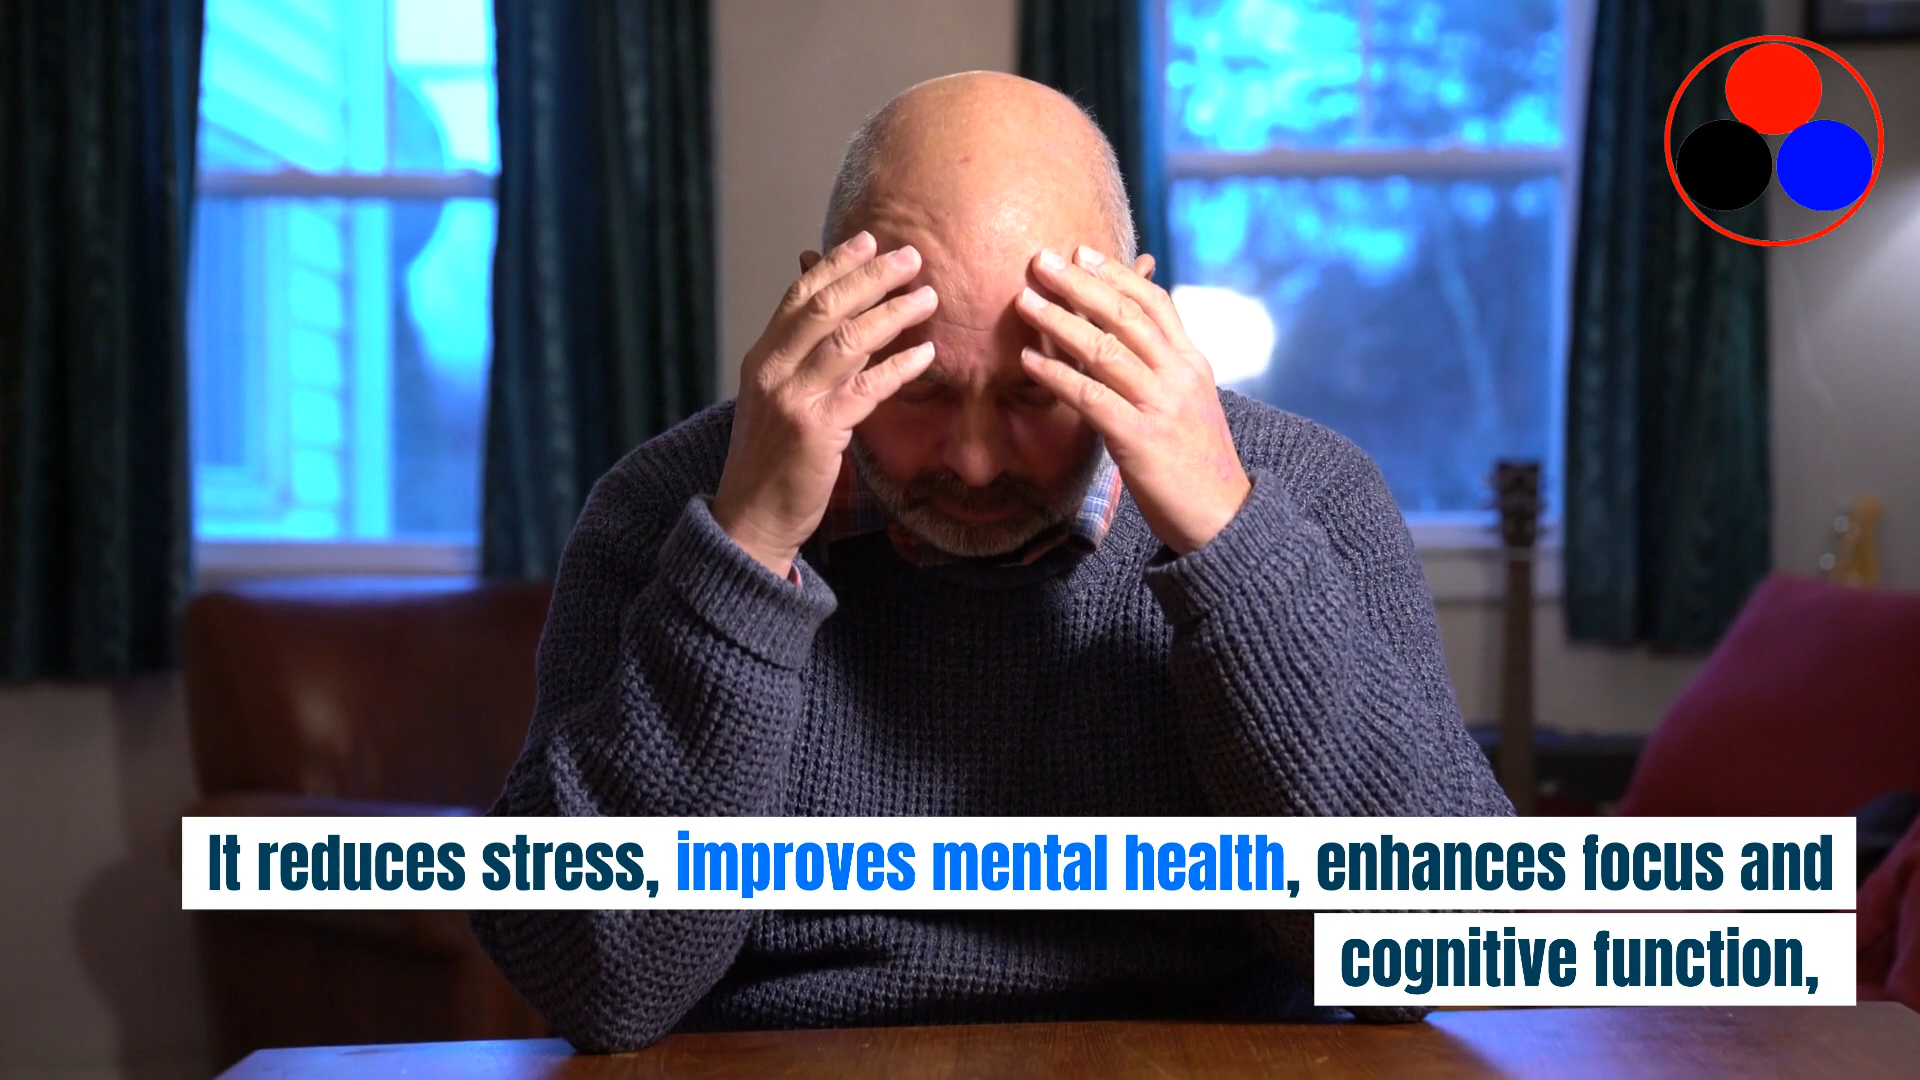 It reduces stress, improves mental health, enhances focus and
cognitive function,